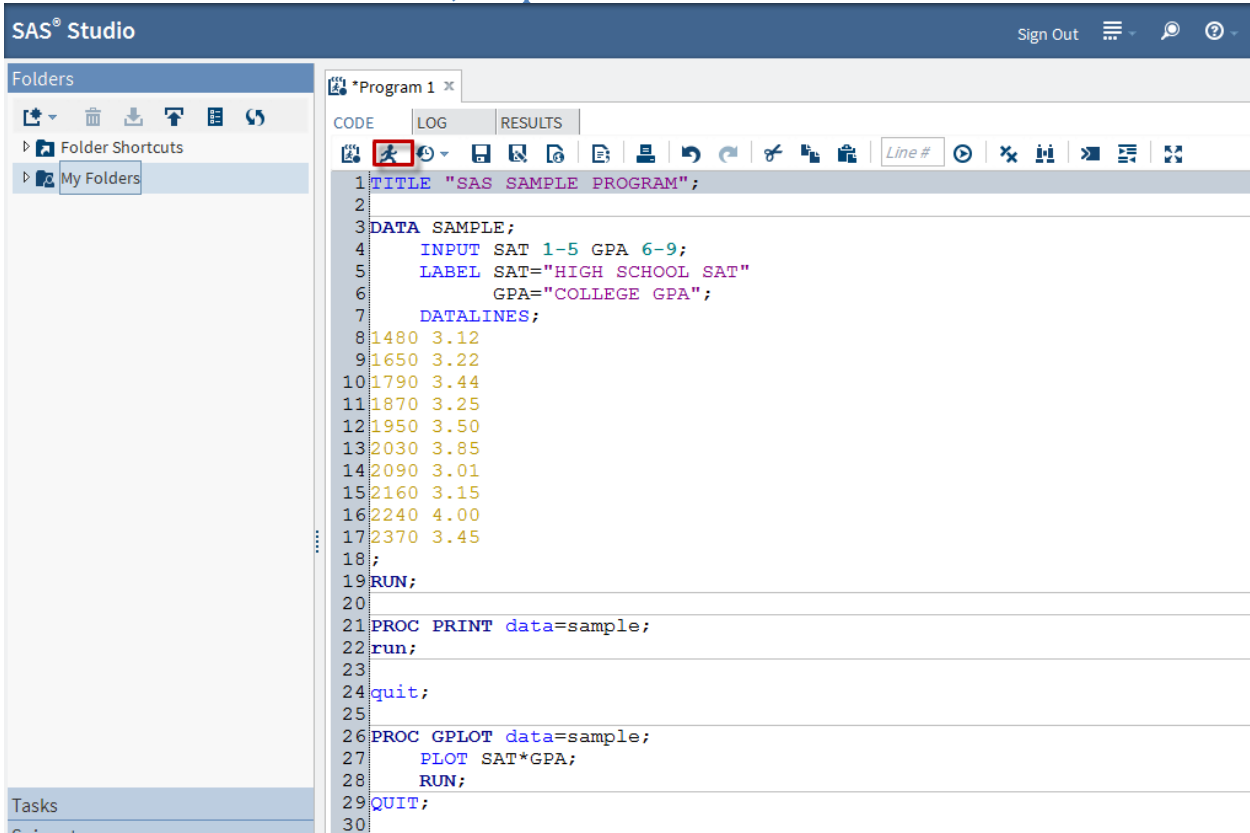 SAS® Studio
Sign Out
Folders
Folder Shortcuts
My Folders
*Program 1
CODE LOG RESULTS
Line #
1 TITLE "SAS SAMPLE PROGRAM";
2
3 DATA SAMPLE;
4 INPUT SAT 1-5 GPA 6-9;
5 LABEL SAT="HIGH SCHOOL SAT"
6 GPA="COLLEGE GPA";
7 DATALINES;
8 1480 3.12
9 1650 3.22
10 1790 3.44
11 1870 3.25
12 1950 3.50
13 2030 3.85
14 2090 3.01
15 2160 3.15
16 2240 4.00
17 2370 3.45
18 ;
19 RUN;
20
21 PROC PRINT data=sample;
22 run;
23
24 quit;
25
26 PROC GPLOT data=sample;
27 PLOT SAT*GPA;
28 RUN;
29 QUIT;
30
Tasks